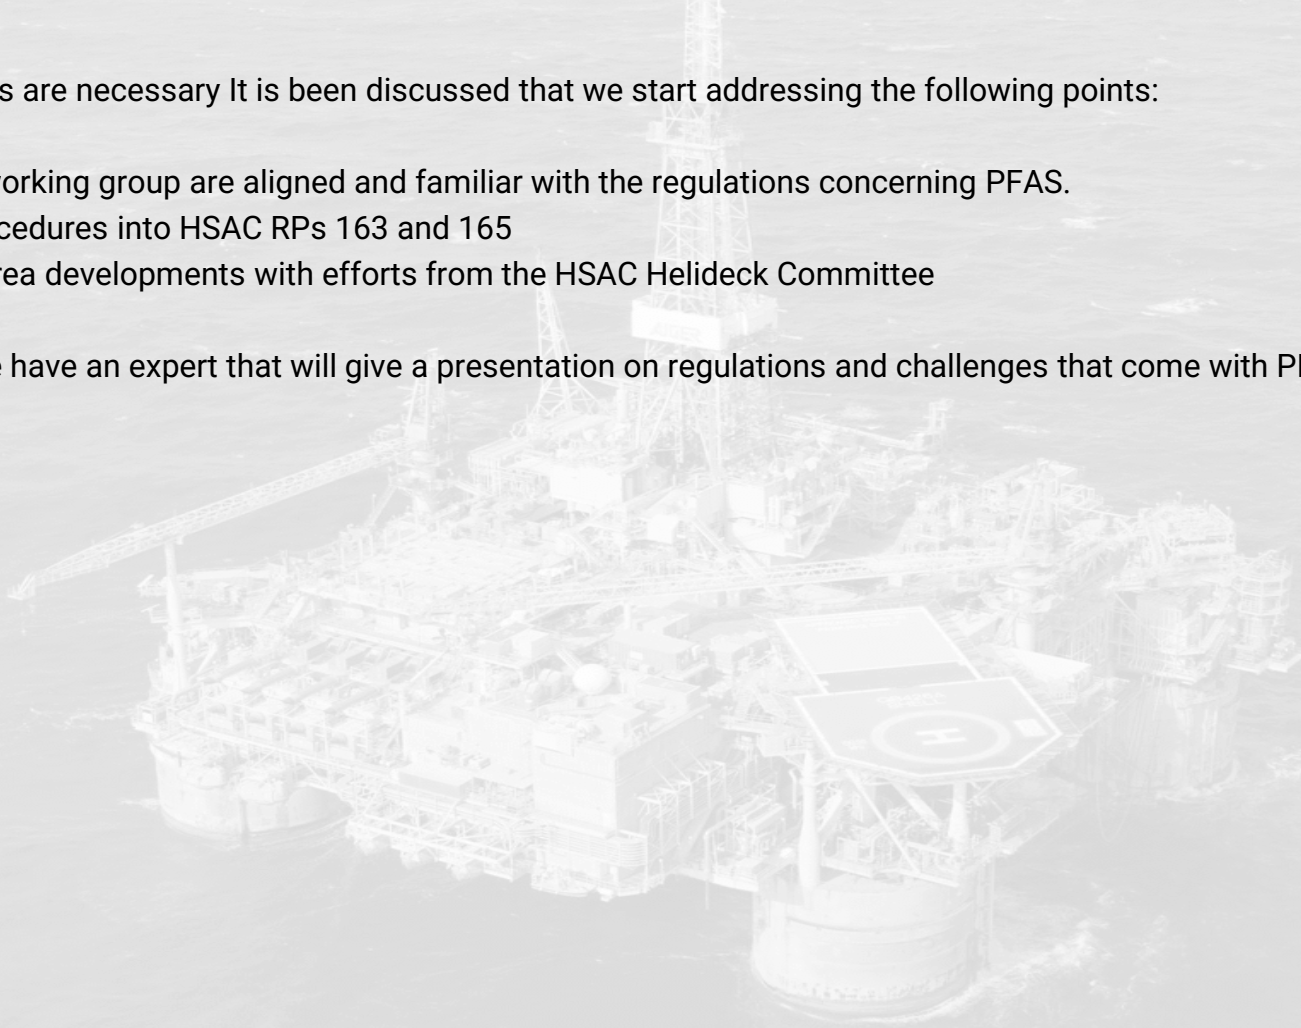 s are necessary It is been discussed that we start addressing the following points:
orking group are aligned and familiar with the regulations concerning PFAS.
cedures into HSAC RPs 163 and 165
rea developments with efforts from the HSAC Helideck Committee
have an expert that will give a presentation on regulations and challenges that come with
H